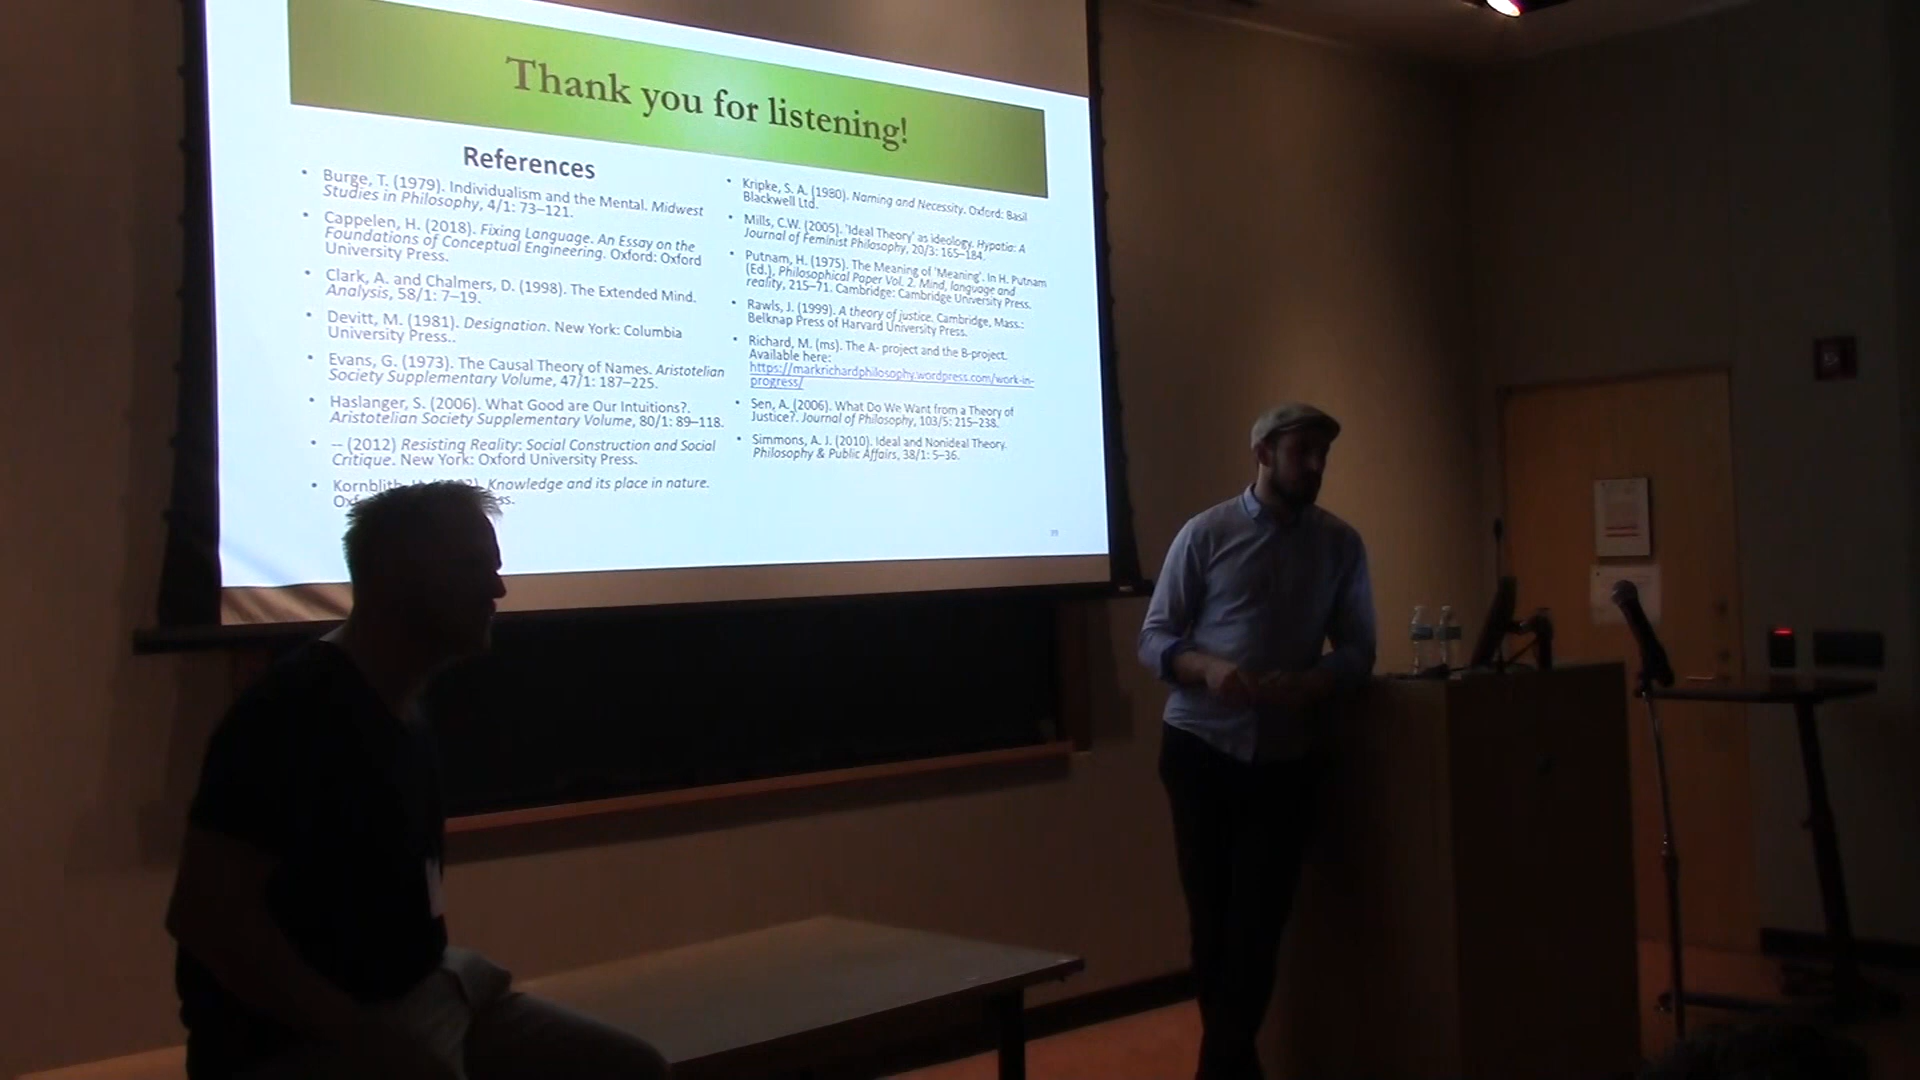 Thank you for listening!
References
• Burge, T. (1979). Individualism and the Mental. Midwest
Studies in Philosophy, 4/1: 73–121.
• Cappelen, H. (2018). Fixing Language. An Essay on the
Foundations of Conceptual Engineering. Oxford: Oxford
University Press.
• Clark, A. and Chalmers, D. (1998). The Extended Mind.
Analysis, 58/1: 7–19.
• Devitt, M. (1981). Designation. New York: Columbia
University Press..
• Evans, G. (1973). The Causal Theory of Names. Aristotelian
Society Supplementary Volume, 47/1: 187–225.
• Haslanger, S. (2006). What Good are Our Intuitions?.
Aristotelian Society Supplementary Volume, 80/1: 89–118.
• -- (2012) Resisting Reality: Social Construction and Social
Critique. New York: Oxford University Press.
• Kornblith, Knowledge and its place in nature.
• Kripke, S. A. (1980). Naming and Necessity. Oxford: Basil
Blackwell Ltd.
• Mills, C.W. (2005). 'Ideal Theory' as Ideology. Hypatia: A
Journal of Feminist Philosophy, 20/3: 165–184.
• Putnam, H. (1975). The Meaning of 'Meaning'. In H. Putnam
(Ed.), Philosophical Paper Vol. 2. Mind, language and
reality, 215–71. Cambridge: Cambridge University Press.
• Rawls, J. (1999). A theory of justice. Cambridge, Mass.:
Belknap Press of Harvard University Press.
• Richard, M. (ms). The A- project and the B-project.
Available here:
https://markrichardphilosophy.wordpress.com/work-in-
progress/
• Sen, A. (2006). What Do We Want from a Theory of
Justice?. Journal of Philosophy, 103/5: 215–238.
• Simmons, A. J. (2010). Ideal and Nonideal Theory.
Philosophy & Public Affairs, 38/1: 5–36.